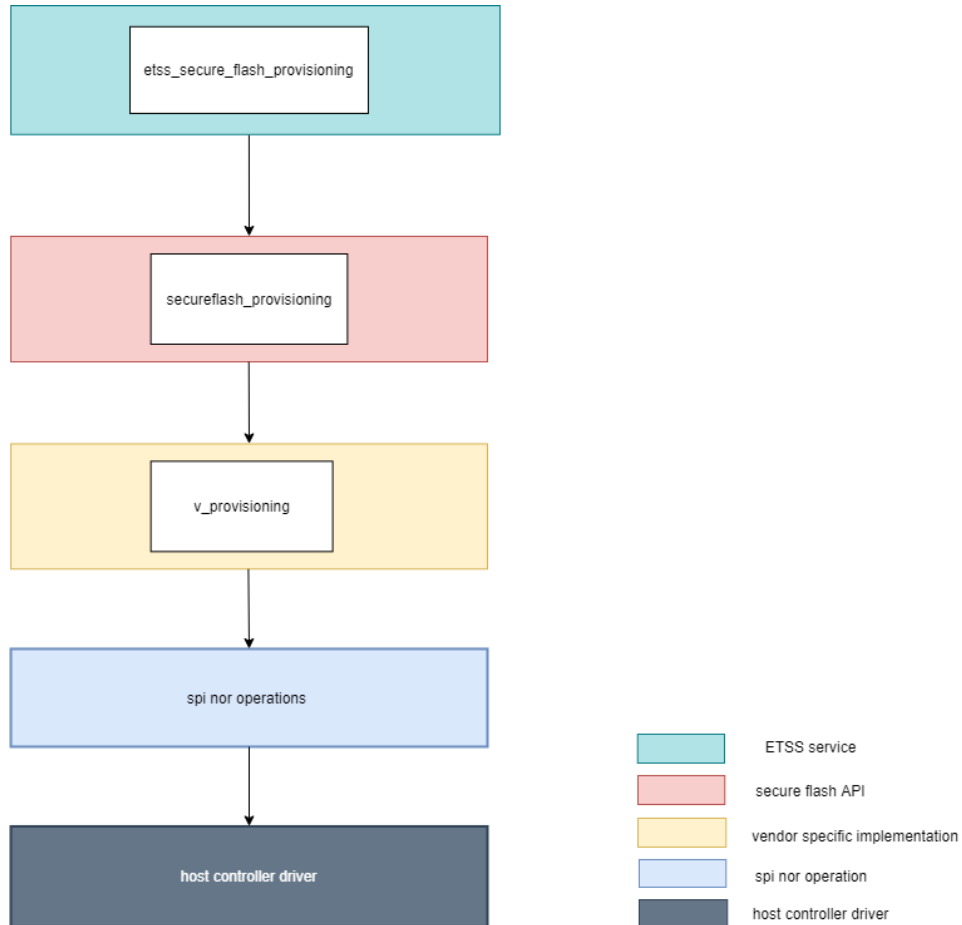 etss_secure_flash_provisioning
secureflash_provisioning
v_provisioning
spi nor operations
host controller driver
ETSS service
secure flash API
vendor specific implementation
spi nor operation
host controller driver